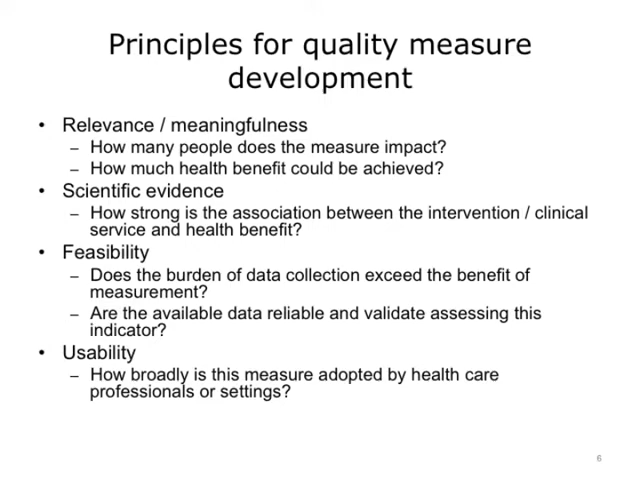 Principles for quality measure
development
• Relevance / meaningfulness
– How many people does the measure impact?
– How much health benefit could be achieved?
• Scientific evidence
– How strong is the association between the intervention / clinical
service and health benefit?
• Feasibility
– Does the burden of data collection exceed the benefit of
measurement?
– Are the available data reliable and validate assessing this
indicator?
• Usability
– How broadly is this measure adopted by health care
professionals or settings?
6